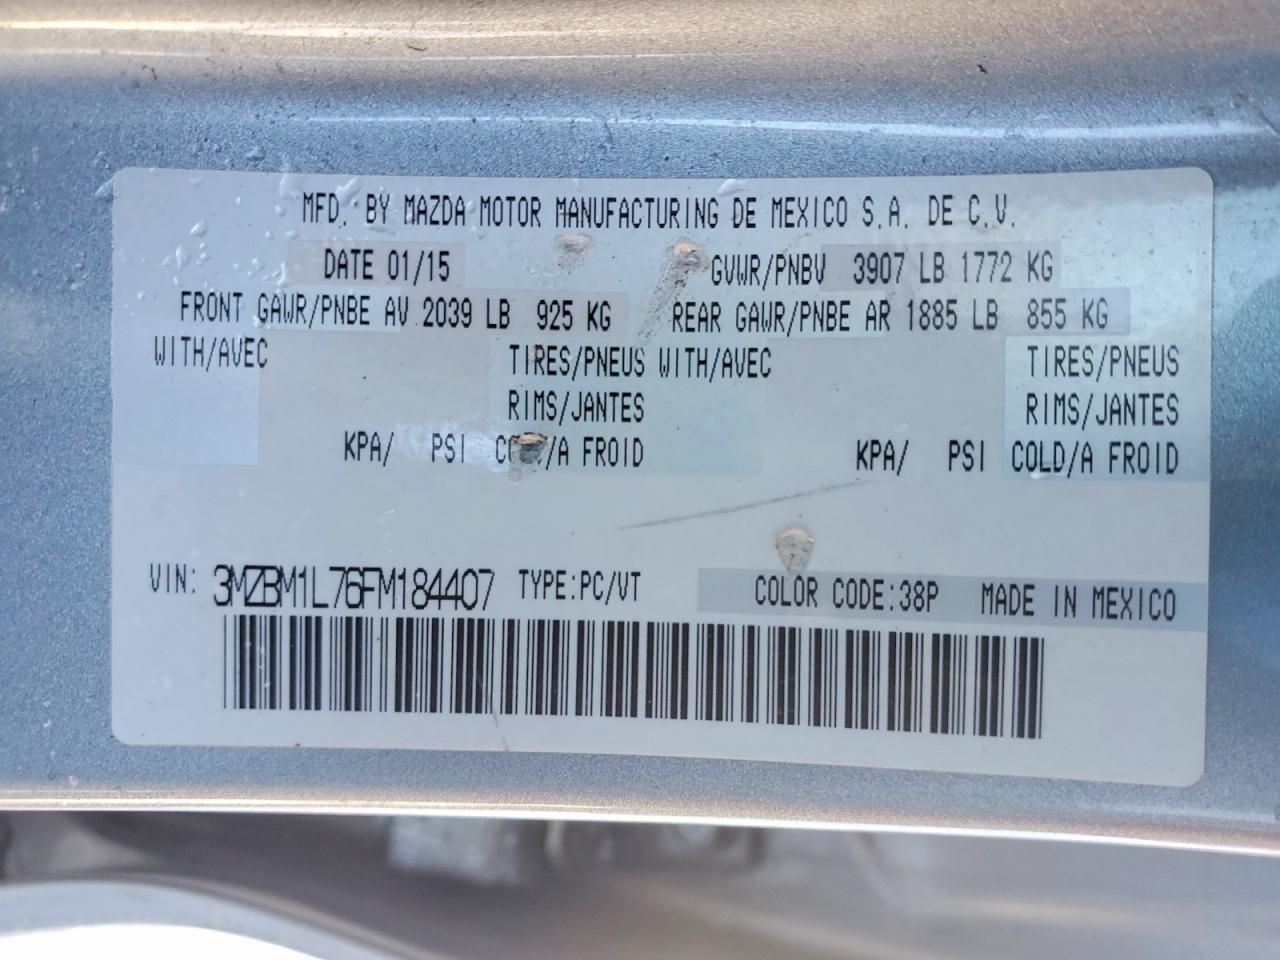 MFD. BY MAZDA MOTOR MANUFACTURING DE MEXICO S.A. DE C.V.
DATE 01/15 GVWR/PNBV 3907 LB 1772 KG
FRONT GAWR/PNBE AV 2039 LB 925 KG REAR GAWR/PNBE AR 1885 LB 855 KG
WITH/AVEC TIRES/PNEUS WITH/AVEC TIRES/PNEUS
RIMS/JANTES RIMS/JANTES
KPA/ PSI COLD/A FROID KPA/ PSI COLD/A FROID
VIN: 3MZBM1L76FM184407 TYPE:PC/VT COLOR CODE:38P MADE IN MEXICO